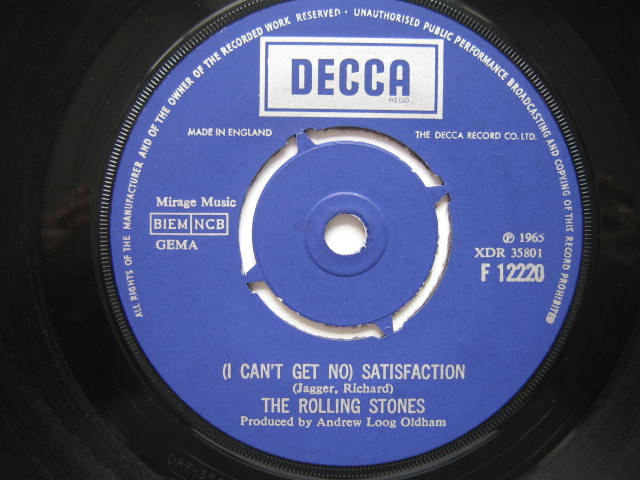 ALL RIGHTS OF THE MANUFACTURER AND OF THE OWNER OF THE RECORDED WORK RESERVED · UNAUTHORISED PUBLIC PERFORMANCE BROADCASTING AND COPYING OF THIS RECORD PROHIBITED
DECCA
REGD
MADE IN ENGLAND
THE DECCA RECORD CO. LTD.
Mirage Music
BIEM NCB
GEMA
℗ 1965
XDR 35801
F 12220
(I CAN'T GET NO) SATISFACTION
(Jagger, Richard)
THE ROLLING STONES
Produced by Andrew Loog Oldham